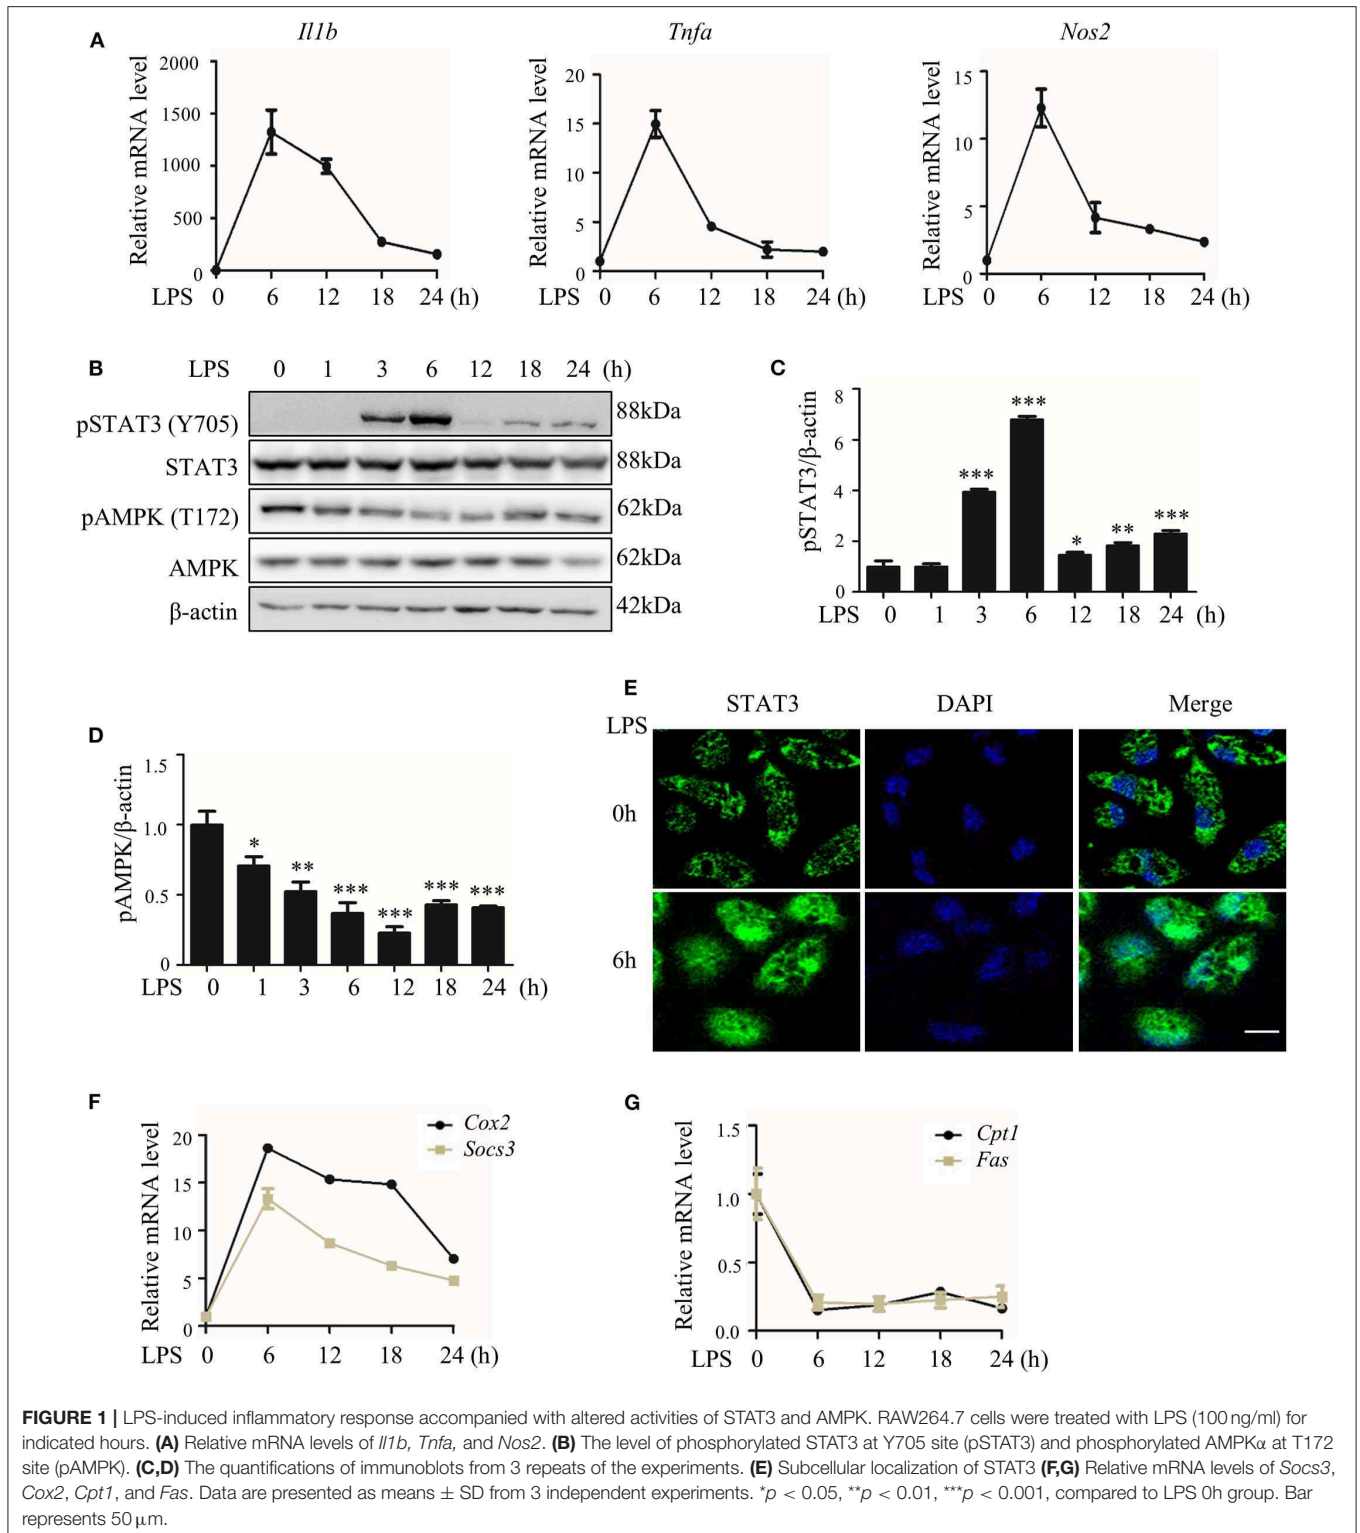 A
Il1b
Tnfa
Nos2
Relative mRNA level
2000
1500
1000
500
0
LPS 0 6 12 18 24 (h)
Relative mRNA level
20
15
10
5
0
LPS 0 6 12 18 24 (h)
Relative mRNA level
15
10
5
0
LPS 0 6 12 18 24 (h)
B
LPS 0 1 3 6 12 18 24 (h)
pSTAT3 (Y705) 88kDa
STAT3 88kDa
pAMPK (T172) 62kDa
AMPK 62kDa
β-actin 42kDa
C
pSTAT3/β-actin
8
6
4
2
0
***
***
*
**
***
LPS 0 1 3 6 12 18 24 (h)
D
pAMPK/β-actin
1.5
1.0
0.5
0
*
**
***
***
***
***
LPS 0 1 3 6 12 18 24 (h)
E
STAT3 DAPI Merge
LPS
0h
6h
F
Cox2
Socs3
Relative mRNA level
20
15
10
5
0
LPS 0 6 12 18 24 (h)
G
Cpt1
Fas
Relative mRNA level
1.5
1.0
0.5
0.0
LPS 0 6 12 18 24 (h)
FIGURE 1 | LPS-induced inflammatory response accompanied with altered activities of STAT3 and AMPK. RAW264.7 cells were treated with LPS (100 ng/ml) for
indicated hours. (A) Relative mRNA levels of Il1b, Tnfa, and Nos2. (B) The level of phosphorylated STAT3 at Y705 site (pSTAT3) and phosphorylated AMPKα at T172
site (pAMPK). (C,D) The quantifications of immunoblots from 3 repeats of the experiments. (E) Subcellular localization of STAT3 (F,G) Relative mRNA levels of Socs3,
Cox2, Cpt1, and Fas. Data are presented as means ± SD from 3 independent experiments. *p < 0.05, **p < 0.01, ***p < 0.001, compared to LPS 0h group. Bar
represents 50 μm.